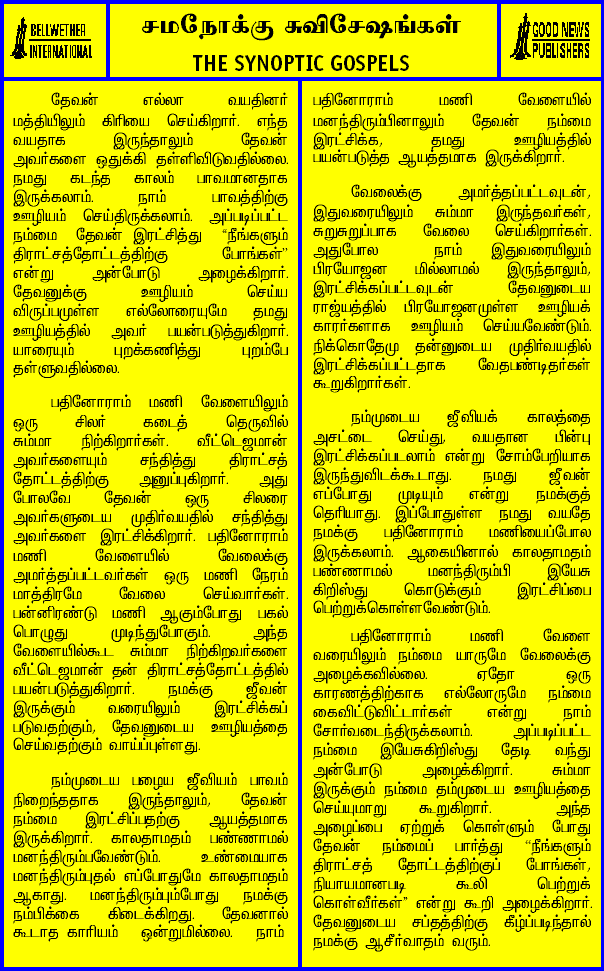 BELLWETHER
INTERNATIONAL
சமநோக்கு சுவிசேஷங்கள்
THE SYNOPTIC GOSPELS
GOOD NEWS
PUBLISHERS
தேவன் எல்லா வயதினர்
மத்தியிலும் கிரியை செய்கிறார். எந்த
வயதாக இருந்தாலும் தேவன்
அவர்களை ஒதுக்கி தள்ளிவிடுவதில்லை.
நமது கடந்த காலம் பாவமானதாக
இருக்கலாம். நாம் பாவத்திற்கு
ஊழியம் செய்திருக்கலாம். அப்படிப்பட்ட
நம்மை தேவன் இரட்சித்து “நீங்களும்
திராட்சத்தோட்டத்திற்கு போங்கள்”
என்று அன்போடு அழைக்கிறார்.
தேவனுக்கு ஊழியம் செய்ய
விருப்பமுள்ள எல்லோரையுமே தமது
ஊழியத்தில் அவர் பயன்படுத்துகிறார்.
யாரையும் புறக்கணித்து புறம்பே
தள்ளுவதில்லை.
பதினோராம் மணி வேளையிலும்
ஒரு சிலர் கடைத் தெருவில்
சும்மா நிற்கிறார்கள். வீட்டெஜமான்
அவர்களையும் சந்தித்து திராட்சத்
தோட்டத்திற்கு அனுப்புகிறார். அது
போலவே தேவன் ஒரு சிலரை
அவர்களுடைய முதிர்வயதில் சந்தித்து
அவர்களை இரட்சிக்கிறார். பதினோராம்
மணி வேளையில் வேலைக்கு
அமர்த்தப்பட்டவர்கள் ஒரு மணி நேரம்
மாத்திரமே வேலை செய்வார்கள்.
பன்னிரண்டு மணி ஆகும்போது பகல்
பொழுது முடிந்துபோகும். அந்த
வேளையில்கூட சும்மா நிற்கிறவர்களை
வீட்டெஜமான் தன் திராட்சத்தோட்டத்தில்
பயன்படுத்துகிறார். நமக்கு ஜீவன்
இருக்கும் வரையிலும் இரட்சிக்கப்
படுவதற்கும், தேவனுடைய ஊழியத்தை
செய்வதற்கும் வாய்ப்புள்ளது.
நம்முடைய பழைய ஜீவியம் பாவம்
நிறைந்ததாக இருந்தாலும், தேவன்
நம்மை இரட்சிப்பதற்கு ஆயத்தமாக
இருக்கிறார். காலதாமதம் பண்ணாமல்
மனந்திரும்பவேண்டும். உண்மையாக
மனந்திரும்புதல் எப்போதுமே காலதாமதம்
ஆகாது. மனந்திரும்பும்போது நமக்கு
நம்பிக்கை கிடைக்கிறது. தேவனால்
கூடாத காரியம் ஒன்றுமில்லை. நாம்
பதினோராம் மணி வேளையில்
மனந்திரும்பினாலும் தேவன் நம்மை
இரட்சிக்க, தமது ஊழியத்தில்
பயன்படுத்த ஆயத்தமாக இருக்கிறார்.
வேலைக்கு அமர்த்தப்பட்டவுடன்,
இதுவரையிலும் சும்மா இருந்தவர்கள்,
சுறுசுறுப்பாக வேலை செய்கிறார்கள்.
அதுபோல நாம் இதுவரையிலும்
பிரயோஜன மில்லாமல் இருந்தாலும்,
இரட்சிக்கப்பட்டவுடன் தேவனுடைய
ராஜ்யத்தில் பிரயோஜனமுள்ள ஊழியக்
காரர்களாக ஊழியம் செய்யவேண்டும்.
நிக்கொதேமு தன்னுடைய முதிர்வயதில்
இரட்சிக்கப்பட்டதாக வேதபண்டிதர்கள்
கூறுகிறார்கள்.
நம்முடைய ஜீவியக் காலத்தை
அசட்டை செய்து, வயதான பின்பு
இரட்சிக்கப்படலாம் என்று சோம்பேறியாக
இருந்துவிடக்கூடாது. நமது ஜீவன்
எப்போது முடியும் என்று நமக்குத்
தெரியாது. இப்போதுள்ள நமது வயதே
நமக்கு பதினோராம் மணியைப்போல
இருக்கலாம். ஆகையினால் காலதாமதம்
பண்ணாமல் மனந்திரும்பி இயேசு
கிறிஸ்து கொடுக்கும் இரட்சிப்பை
பெற்றுக்கொள்ளவேண்டும்.
பதினோராம் மணி வேளை
வரையிலும் நம்மை யாருமே வேலைக்கு
அழைக்கவில்லை. ஏதோ ஒரு
காரணத்திற்காக எல்லோருமே நம்மை
கைவிட்டுவிட்டார்கள் என்று நாம்
சோர்வடைந்திருக்கலாம். அப்படிப்பட்ட
நம்மை இயேசுகிறிஸ்து தேடி வந்து
அன்போடு அழைக்கிறார். சும்மா
இருக்கும் நம்மை தம்முடைய ஊழியத்தை
செய்யுமாறு கூறுகிறார். அந்த
அழைப்பை ஏற்றுக் கொள்ளும் போது
தேவன் நம்மைப் பார்த்து “நீங்களும்
திராட்சத் தோட்டத்திற்குப் போங்கள்,
நியாயமானபடி கூலி பெற்றுக்
கொள்வீர்கள்” என்று கூறி அழைக்கிறார்.
தேவனுடைய சப்தத்திற்கு கீழ்ப்படிந்தால்
நமக்கு ஆசீர்வாதம் வரும்.